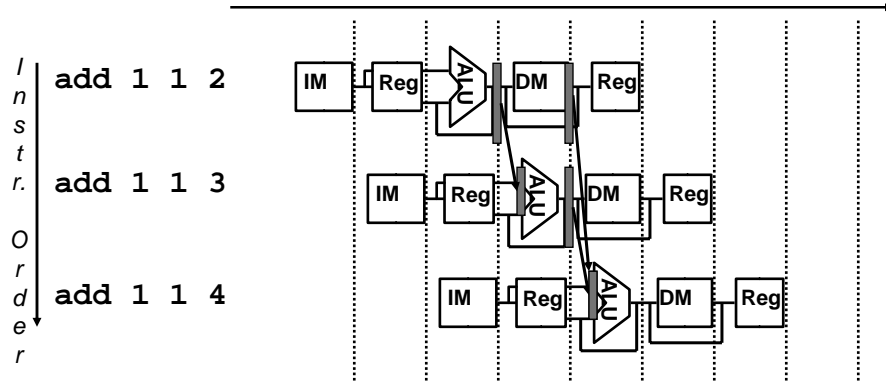 Instr. Order
add 1 1 2
IM Reg ALU DM Reg
add 1 1 3
IM Reg ALU DM Reg
add 1 1 4
IM Reg ALU DM Reg